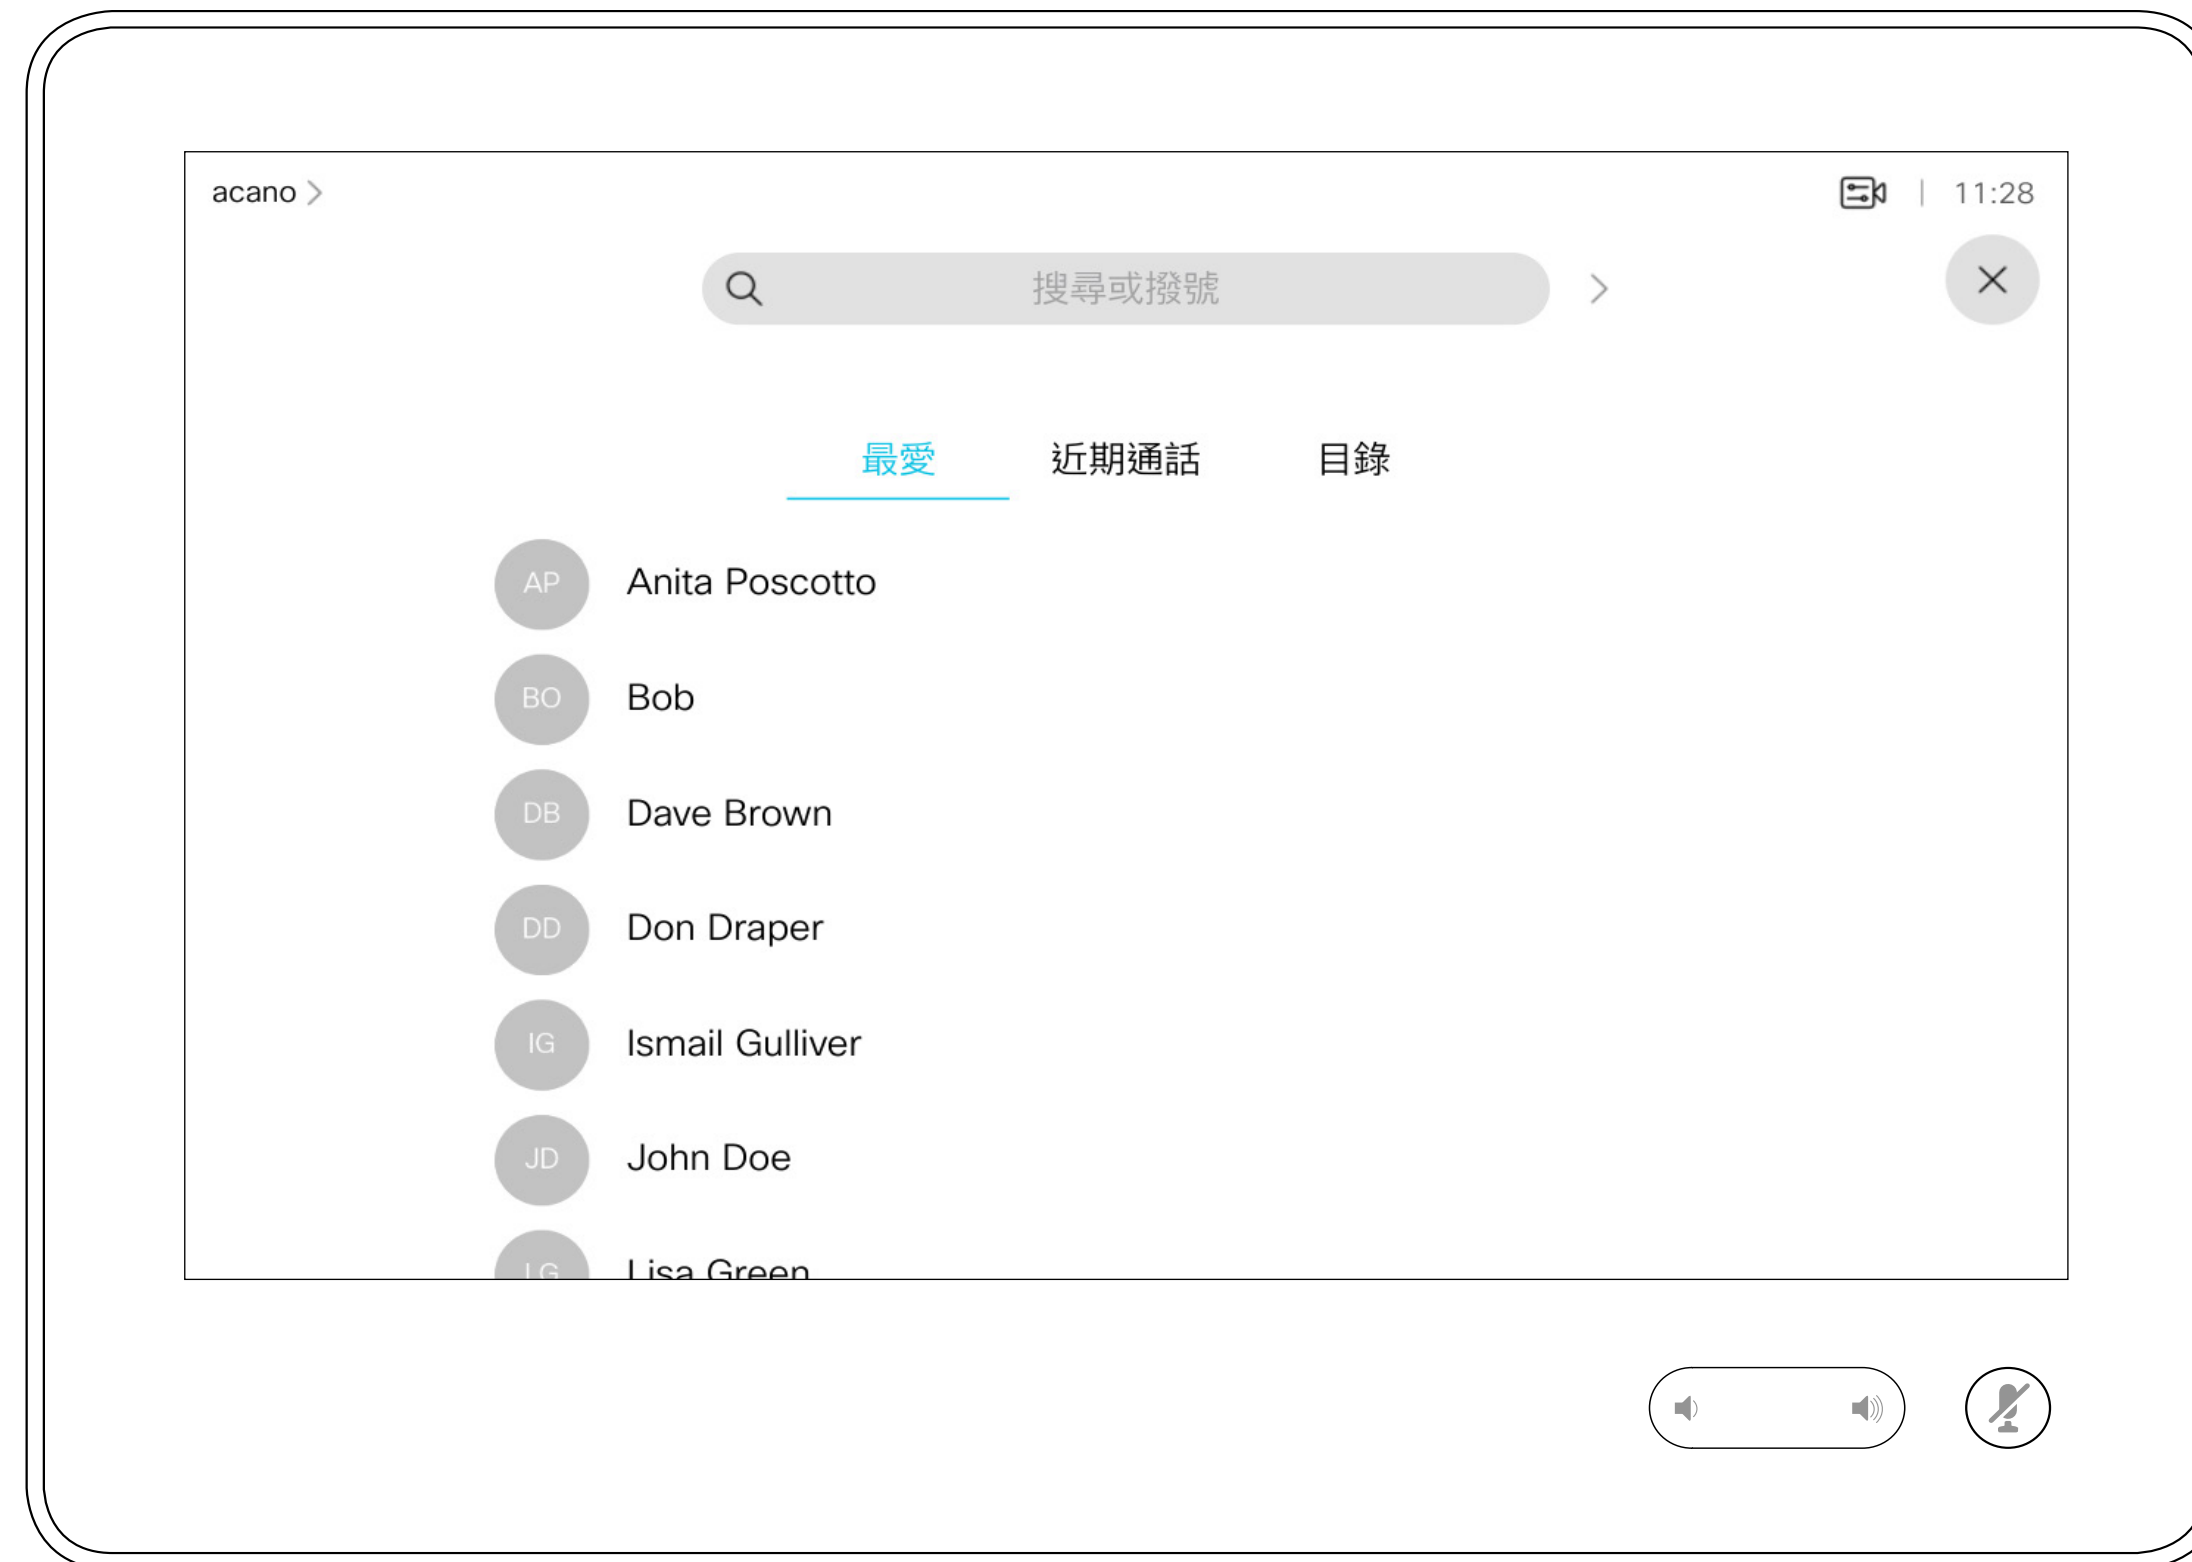 acano
11:28
搜尋或撥號
最愛 近期通話 目錄
AP Anita Poscotto
BO Bob
DB Dave Brown
DD Don Draper
IG Ismail Gulliver
JD John Doe
LG Lisa Green